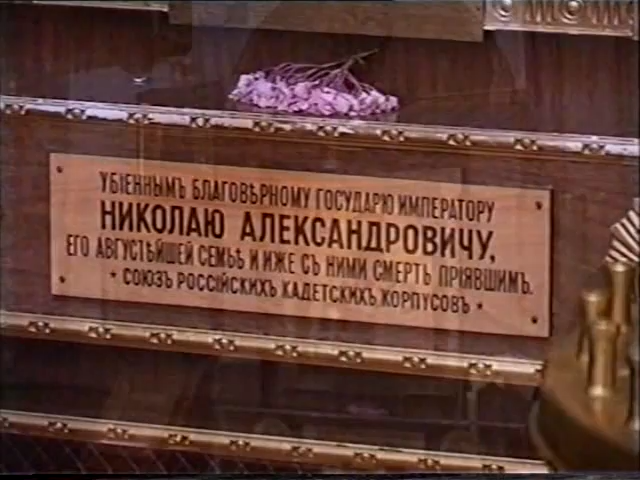 УБІЕННЫМЪ БЛАГОВѢРНОМУ ГОСУДАРЮ ИМПЕРАТОРУ
НИКОЛАЮ АЛЕКСАНДРОВИЧУ,
ЕГО АВГУСТѢЙШЕЙ СЕМЬѢ И ИЖЕ СЪ НИМИ СМЕРТЬ ПРІЯВШИМЪ.
* СОЮЗЪ РОССІЙСКИХЪ КАДЕТСКИХЪ КОРПУСОВЪ *